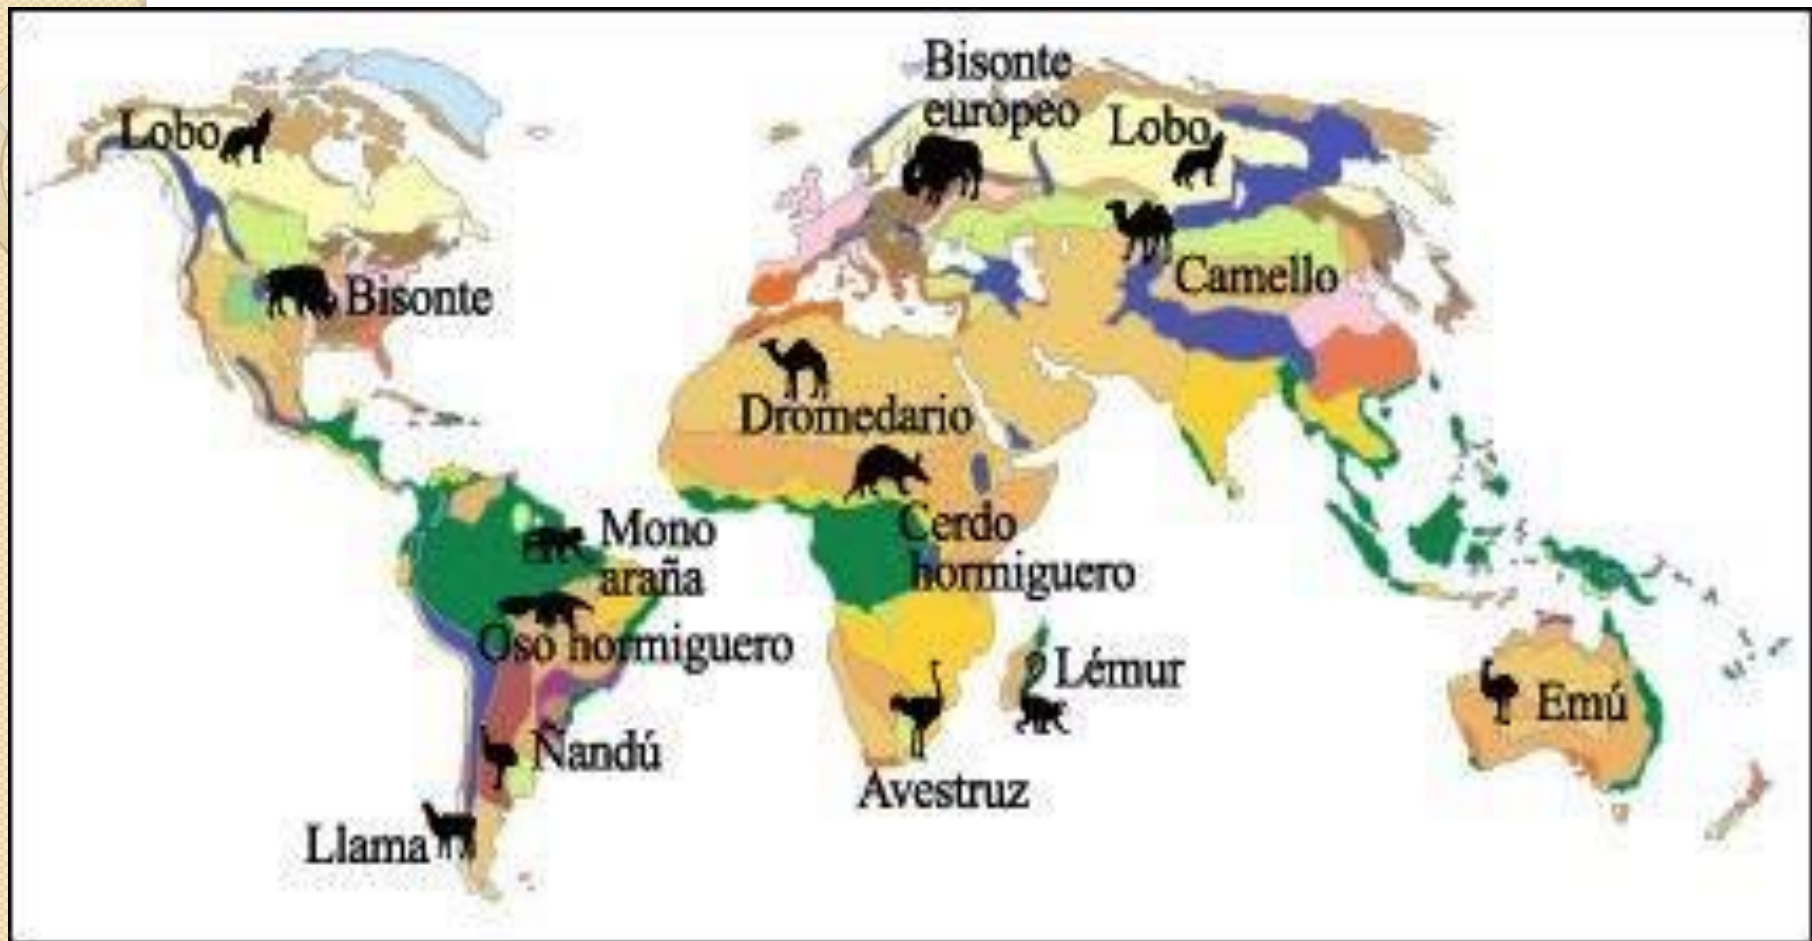 Bisonte
europeo
Lobo
Lobo
Camello
Bisonte
Dromedario
Cerdo
hormiguero
Mono
araña
Oso hormiguero
Lémur
Emú
Ñandú
Avestruz
Llama